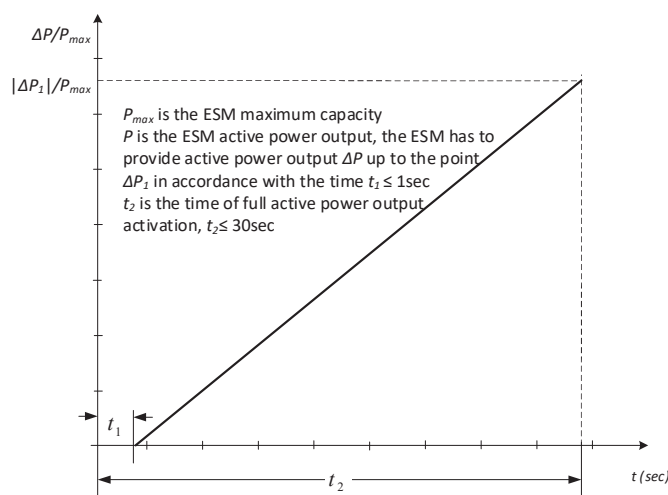 ΔP/Pmax
|ΔP1|/Pmax
Pmax is the ESM maximum capacity
P is the ESM active power output, the ESM has to
provide active power output ΔP up to the point
ΔP1 in accordance with the time t1 ≤ 1sec
t2 is the time of full active power output
activation, t2≤ 30sec
t1
t2
t (sec)